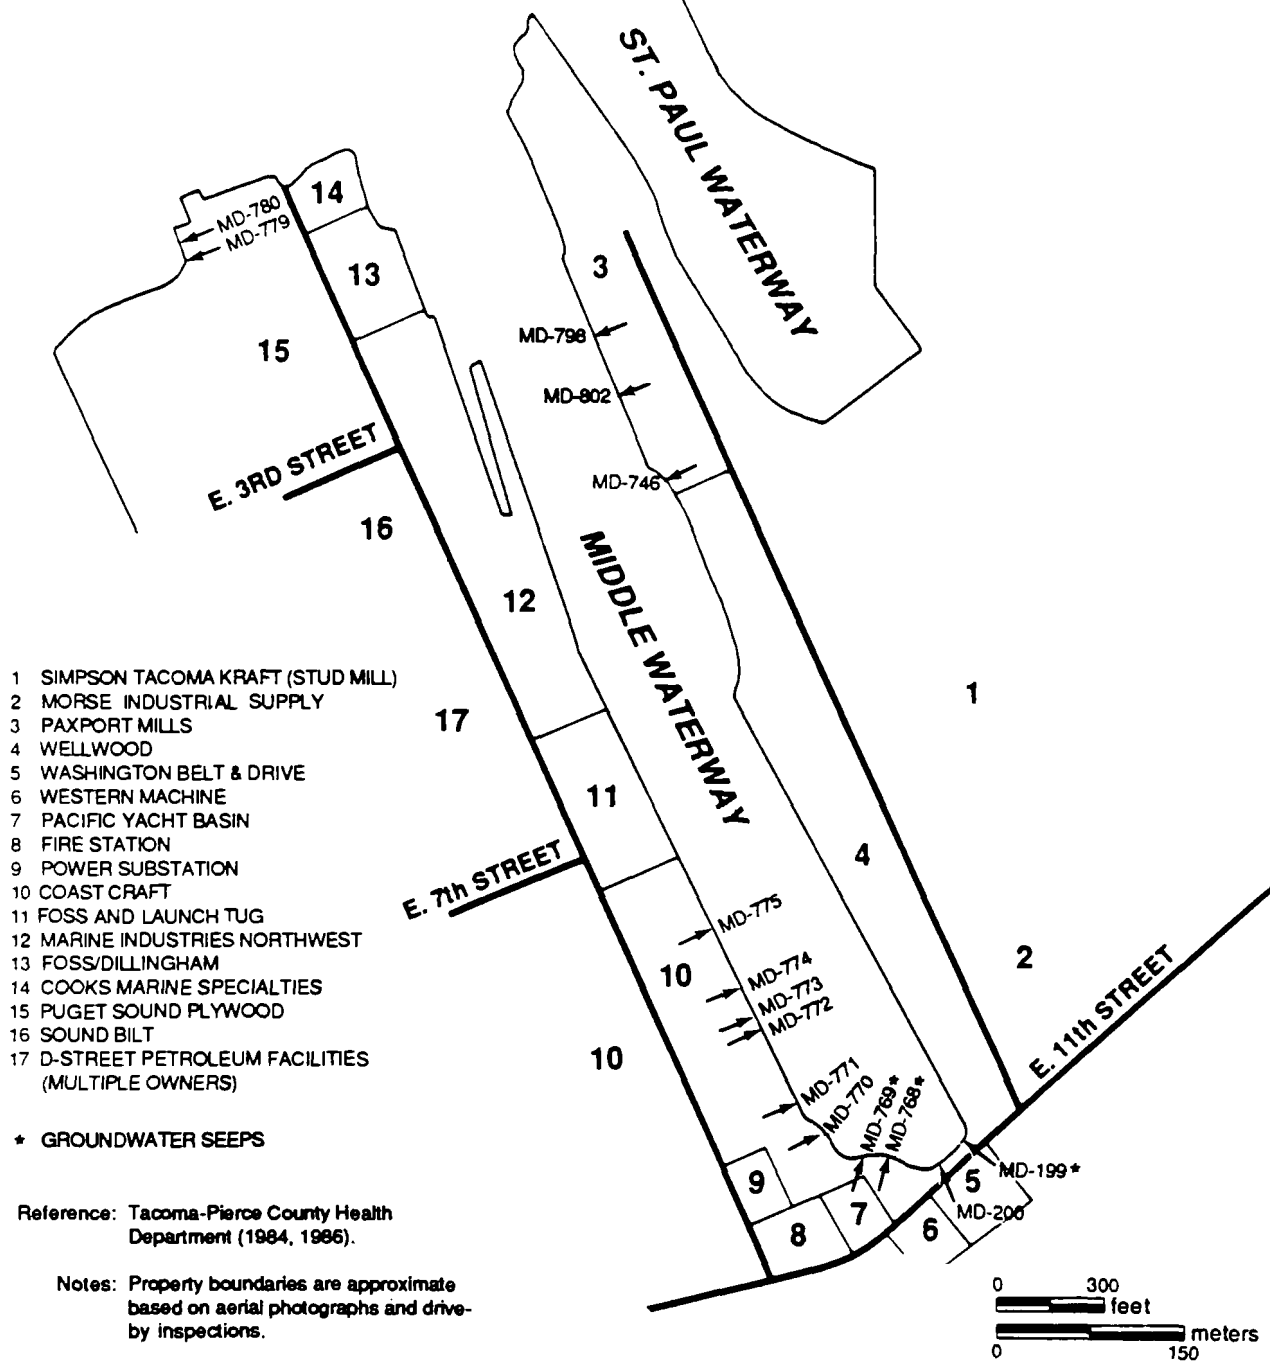 ST. PAUL WATERWAY
14
MD-780
MD-779
13
3
15
MD-798
MD-802
E. 3RD STREET
MD-746
16
MIDDLE WATERWAY
12
1
17
11
4
E. 7th STREET
MD-775
10
MD-774
MD-773
MD-772
2
E. 11th STREET
10
MD-771
MD-770
MD-769*
MD-768*
MD-199*
9
5
MD-200
7
8
6
1 SIMPSON TACOMA KRAFT (STUD MILL)
2 MORSE INDUSTRIAL SUPPLY
3 PAXPORT MILLS
4 WELLWOOD
5 WASHINGTON BELT & DRIVE
6 WESTERN MACHINE
7 PACIFIC YACHT BASIN
8 FIRE STATION
9 POWER SUBSTATION
10 COAST CRAFT
11 FOSS AND LAUNCH TUG
12 MARINE INDUSTRIES NORTHWEST
13 FOSS/DILLINGHAM
14 COOKS MARINE SPECIALTIES
15 PUGET SOUND PLYWOOD
16 SOUND BILT
17 D-STREET PETROLEUM FACILITIES
(MULTIPLE OWNERS)
* GROUNDWATER SEEPS
Reference: Tacoma-Pierce County Health
Department (1984, 1986).
Notes: Property boundaries are approximate
based on aerial photographs and drive-
by inspections.
0 300
feet
meters
0 150